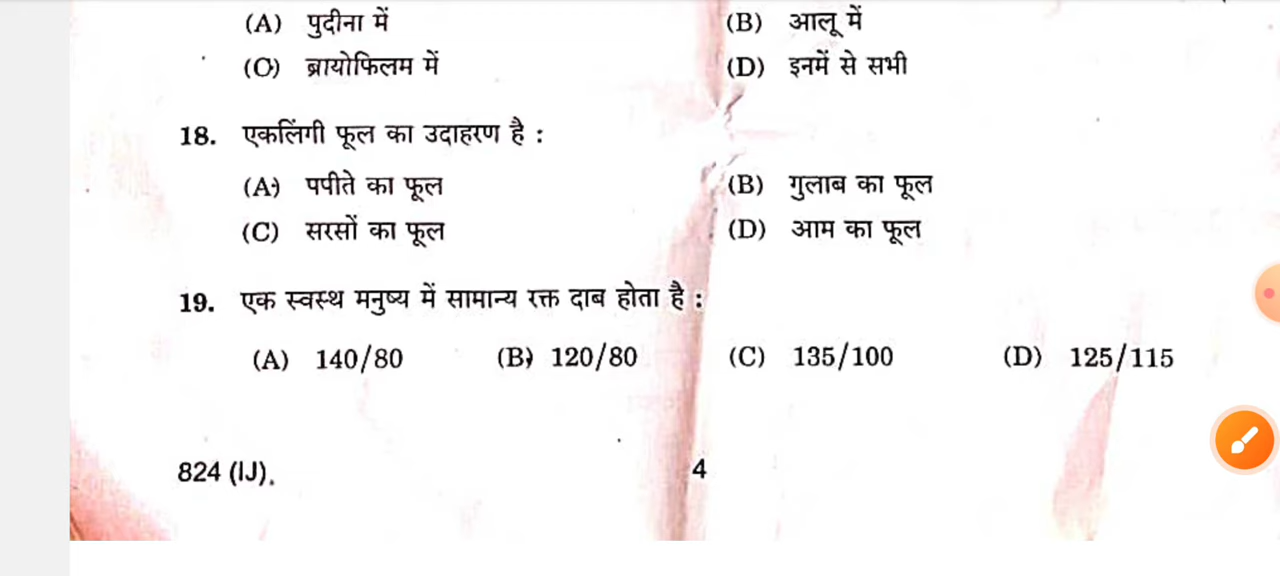 (A) पुदीना में (B) आलू में
(C) ब्रायोफिलम में (D) इनमें से सभी
18. एकलिंगी फूल का उदाहरण है :
(A) पपीते का फूल (B) गुलाब का फूल
(C) सरसों का फूल (D) आम का फूल
19. एक स्वस्थ मनुष्य में सामान्य रक्त दाब होता है :
(A) 140/80 (B) 120/80 (C) 135/100 (D) 125/115
824 (IJ). 4